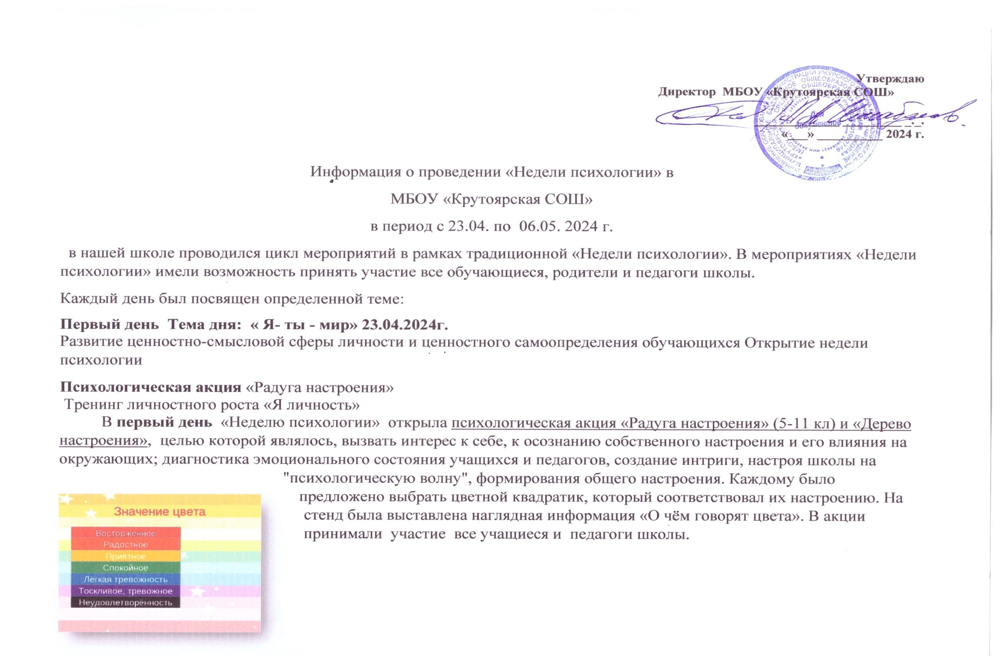 Утверждаю
Директор  МБОУ «Крутоярская СОШ»
Для
документов
«___» __________ 2024 г.
Информация о проведении «Недели психологии» в
МБОУ «Крутоярская СОШ»
в период с 23.04. по  06.05. 2024 г.
в нашей школе проводился цикл мероприятий в рамках традиционной «Недели психологии». В мероприятиях «Недели
психологии» имели возможность принять участие все обучающиеся, родители и педагоги школы.
Каждый день был посвящен определенной теме:
Первый день  Тема дня:  « Я- ты - мир» 23.04.2024г.
Развитие ценностно-смысловой сферы личности и ценностного самоопределения обучающихся Открытие недели
психологии
Психологическая акция «Радуга настроения»
Тренинг личностного роста «Я личность»
В первый день  «Неделю психологии»  открыла психологическая акция «Радуга настроения» (5-11 кл) и «Дерево
настроения»,  целью которой являлось, вызвать интерес к себе, к осознанию собственного настроения и его влияния на
окружающих; диагностика эмоционального состояния учащихся и педагогов, создание интриги, настроя школы на
"психологическую волну", формирования общего настроения. Каждому было
предложено выбрать цветной квадратик, который соответствовал их настроению. На
стенд была выставлена наглядная информация «О чём говорят цвета». В акции
принимали  участие  все учащиеся и  педагоги школы.
Значение цвета
Восторженное
Радостное
Приятное
Спокойное
Лёгкая тревожность
Тоскливое, тревожное
Неудовлетворённость